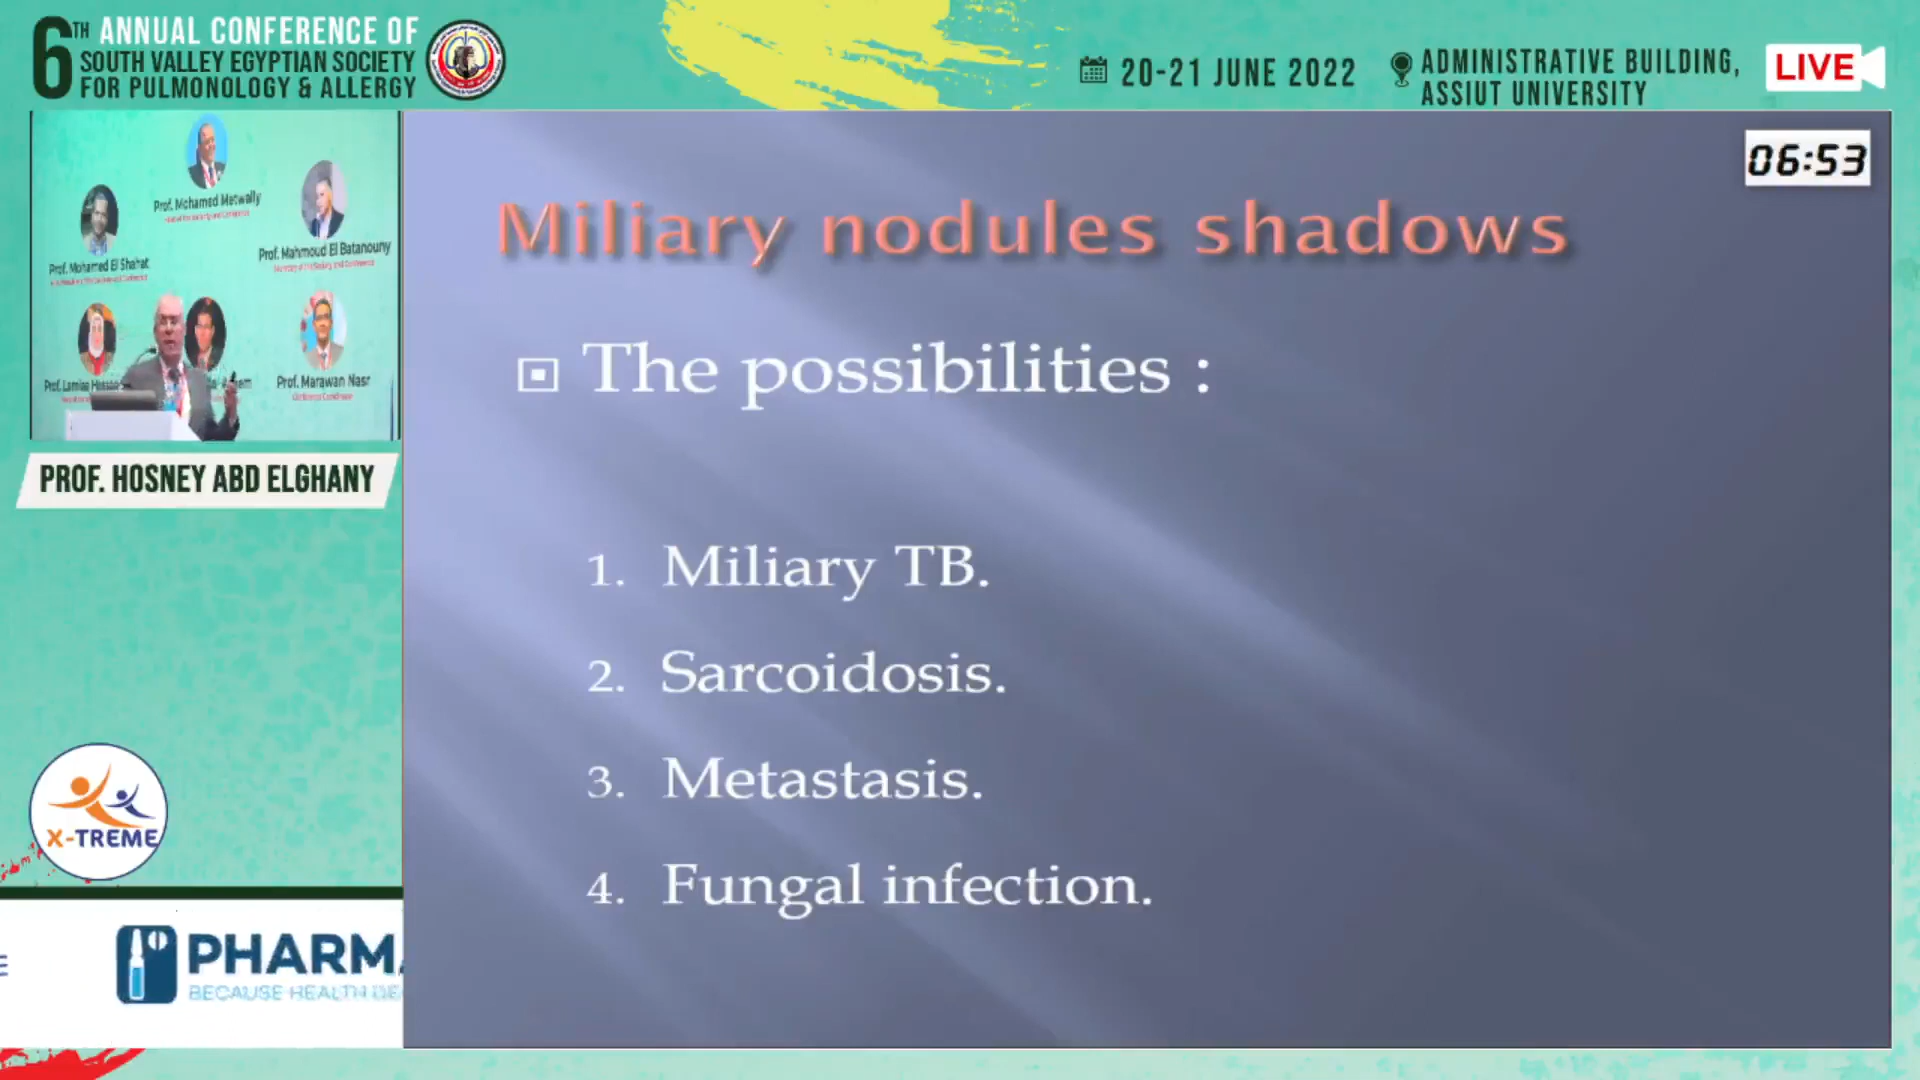 6TH ANNUAL CONFERENCE OF
SOUTH VALLEY EGYPTIAN SOCIETY
FOR PULMONOLOGY & ALLERGY
20-21 JUNE 2022
ADMINISTRATIVE BUILDING,
ASSIUT UNIVERSITY
LIVE
06:53
Prof. Mohamed Metwally
Prof. Mohamed El Shahat
Prof. Mahmoud El Batanouny
Prof. Lamiaa
Prof. Marawan Nasr
PROF. HOSNEY ABD ELGHANY
Miliary nodules shadows
The possibilities :
1. Miliary TB.
2. Sarcoidosis.
3. Metastasis.
4. Fungal infection.
X-TREME
PHARM
BECAUSE HEALTH